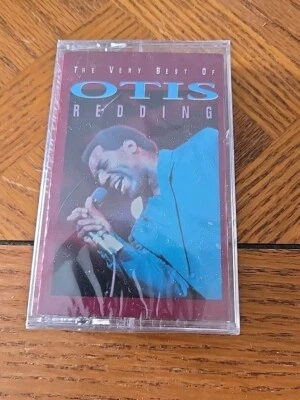 THE VERY BEST OF
OTIS
REDDING